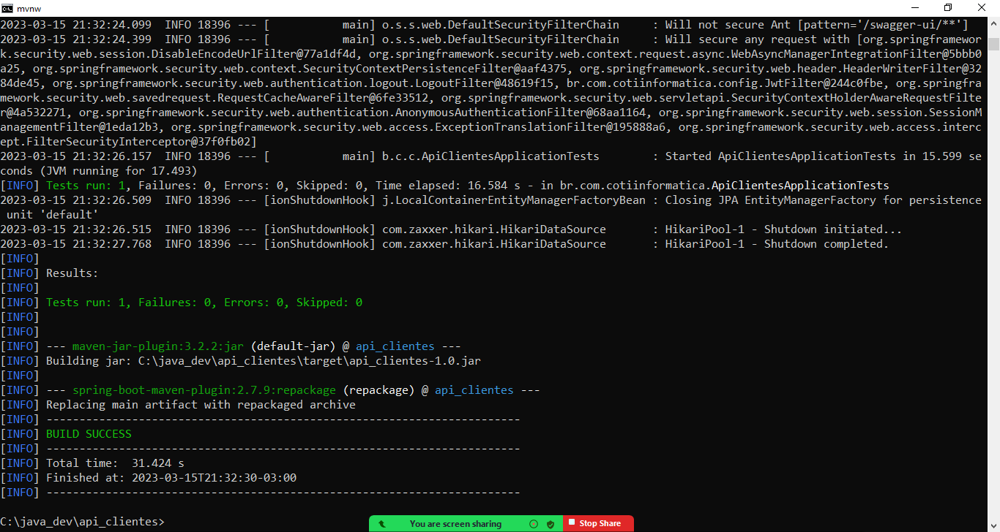 mvnw
2023-03-15 21:32:24.099  INFO 18396 --- [           main] o.s.s.web.DefaultSecurityFilterChain     : Will not secure Ant [pattern='/swagger-ui/**']
2023-03-15 21:32:24.399  INFO 18396 --- [           main] o.s.s.web.DefaultSecurityFilterChain     : Will secure any request with [org.springframewor
k.security.web.session.DisableEncodeUrlFilter@77a1df4d, org.springframework.security.web.context.request.async.WebAsyncManagerIntegrationFilter@5bbb0
a25, org.springframework.security.web.context.SecurityContextPersistenceFilter@aaf4375, org.springframework.security.web.header.HeaderWriterFilter@32
84de45, org.springframework.security.web.authentication.logout.LogoutFilter@48619f15, br.com.cotiinformatica.config.JwtFilter@244c0fbe, org.springfra
mework.security.web.savedrequest.RequestCacheAwareFilter@6fe33512, org.springframework.security.web.servletapi.SecurityContextHolderAwareRequestFilte
r@4a532271, org.springframework.security.web.authentication.AnonymousAuthenticationFilter@68aa1164, org.springframework.security.web.session.SessionM
anagementFilter@1eda12b3, org.springframework.security.web.access.ExceptionTranslationFilter@195888a6, org.springframework.security.web.access.interc
ept.FilterSecurityInterceptor@37f0fb02]
2023-03-15 21:32:26.157  INFO 18396 --- [           main] b.c.c.ApiClientesApplicationTests        : Started ApiClientesApplicationTests in 15.599 se
conds (JVM running for 17.493)
[INFO] Tests run: 1, Failures: 0, Errors: 0, Skipped: 0, Time elapsed: 16.584 s - in br.com.cotiinformatica.ApiClientesApplicationTests
2023-03-15 21:32:26.509  INFO 18396 --- [ionShutdownHook] j.LocalContainerEntityManagerFactoryBean : Closing JPA EntityManagerFactory for persistence
 unit 'default'
2023-03-15 21:32:26.515  INFO 18396 --- [ionShutdownHook] com.zaxxer.hikari.HikariDataSource       : HikariPool-1 - Shutdown initiated...
2023-03-15 21:32:27.768  INFO 18396 --- [ionShutdownHook] com.zaxxer.hikari.HikariDataSource       : HikariPool-1 - Shutdown completed.
[INFO]
[INFO] Results:
[INFO]
[INFO] Tests run: 1, Failures: 0, Errors: 0, Skipped: 0
[INFO]
[INFO]
[INFO] --- maven-jar-plugin:3.2.2:jar (default-jar) @ api_clientes ---
[INFO] Building jar: C:\java_dev\api_clientes\target\api_clientes-1.0.jar
[INFO]
[INFO] --- spring-boot-maven-plugin:2.7.9:repackage (repackage) @ api_clientes ---
[INFO] Replacing main artifact with repackaged archive
[INFO] ------------------------------------------------------------------------
[INFO] BUILD SUCCESS
[INFO] ------------------------------------------------------------------------
[INFO] Total time:  31.424 s
[INFO] Finished at: 2023-03-15T21:32:30-03:00
[INFO] ------------------------------------------------------------------------
C:\java_dev\api_clientes>
You are screen sharing
Stop Share